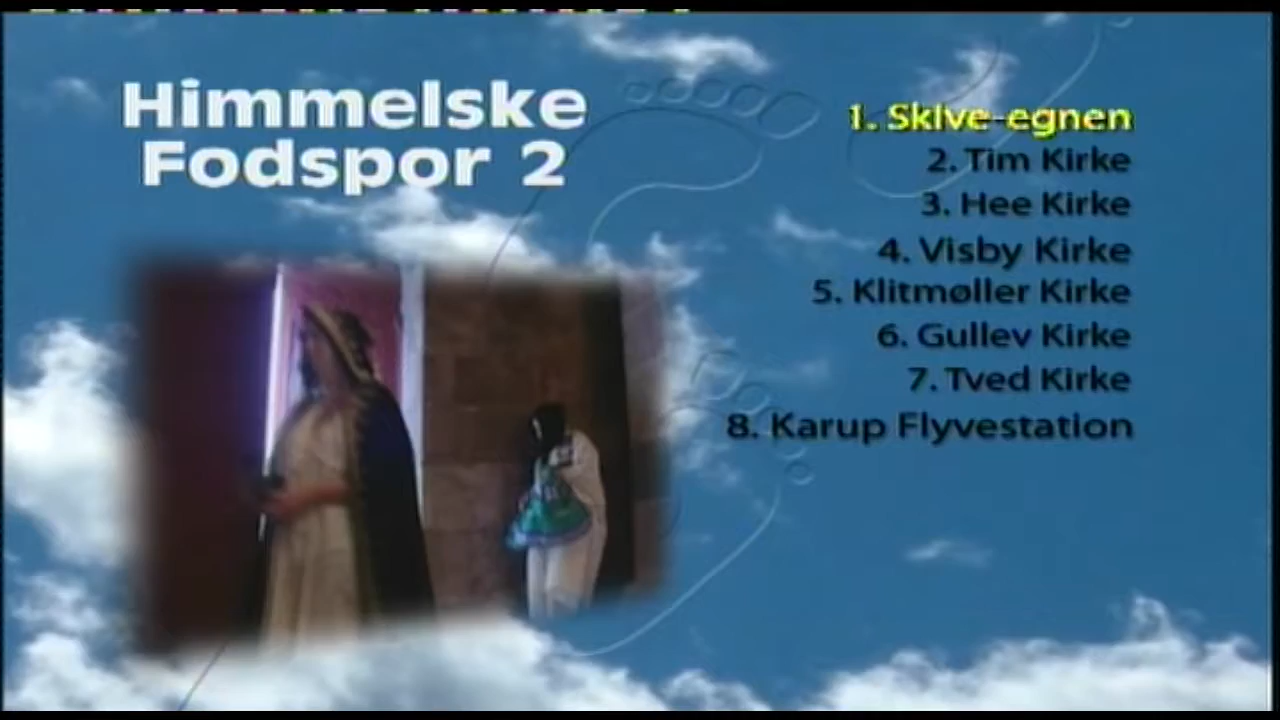 Himmelske
Fodspor 2
1. Skive-egnen
2. Tim Kirke
3. Hee Kirke
4. Visby Kirke
5. Klitmøller Kirke
6. Gullev Kirke
7. Tved Kirke
8. Karup Flyvestation